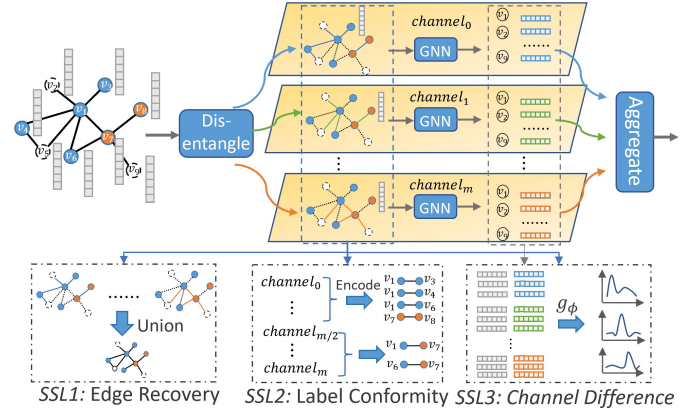 channel₀
v₁
v₂
GNN
......
v₉
v₂
v₃
v₁
v₈
v₄
v₇
v₅
v₆
v₉
Dis-
entangle
channel₁
v₁
v₂
GNN
......
v₉
Aggregate
channelₘ
v₁
v₂
GNN
......
v₉
......
Union
SSL1: Edge Recovery
channel₀
channelₘ/₂
channelₘ
Encode
v₁ v₃
v₁ v₄
v₁ v₆
v₇ v₈
v₁ v₇
v₆ v₇
SSL2: Label Conformity
gϕ
SSL3: Channel Difference